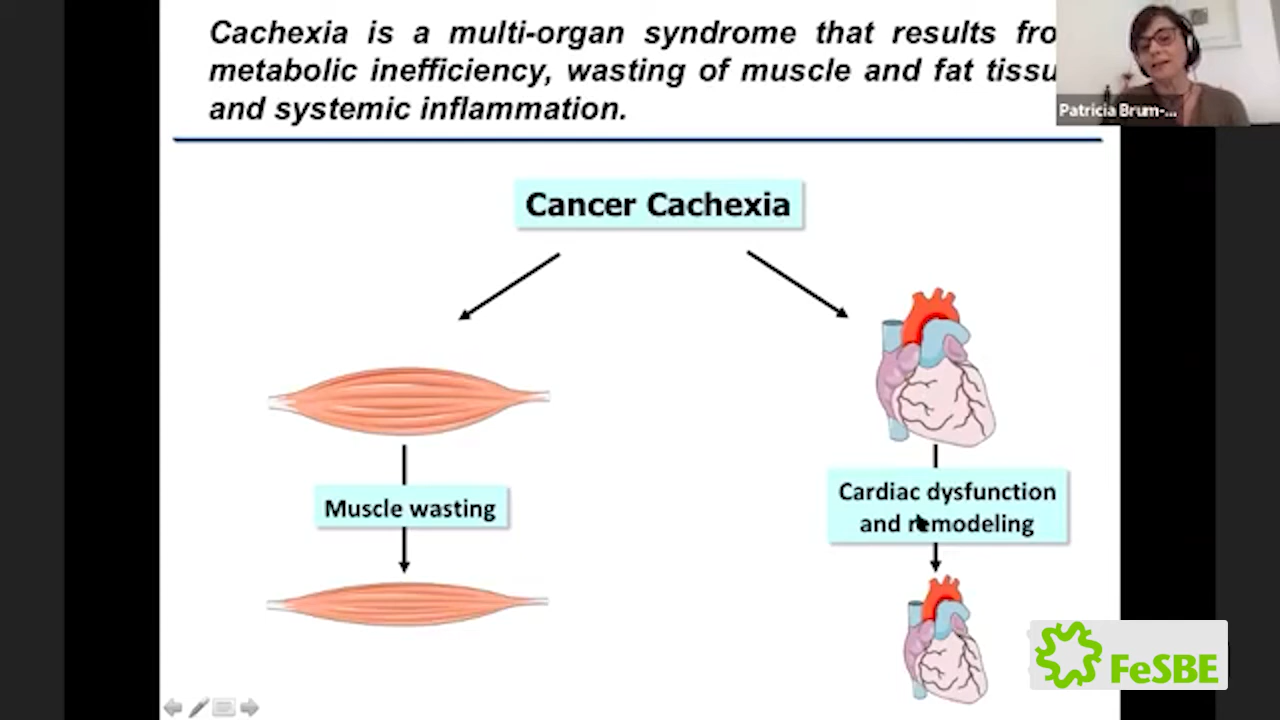 Cachexia is a multi-organ syndrome that results fro
metabolic inefficiency, wasting of muscle and fat tissu
and systemic inflammation.
Patricia Brum-...
Cancer Cachexia
Muscle wasting
Cardiac dysfunction
and remodeling
FeSBE